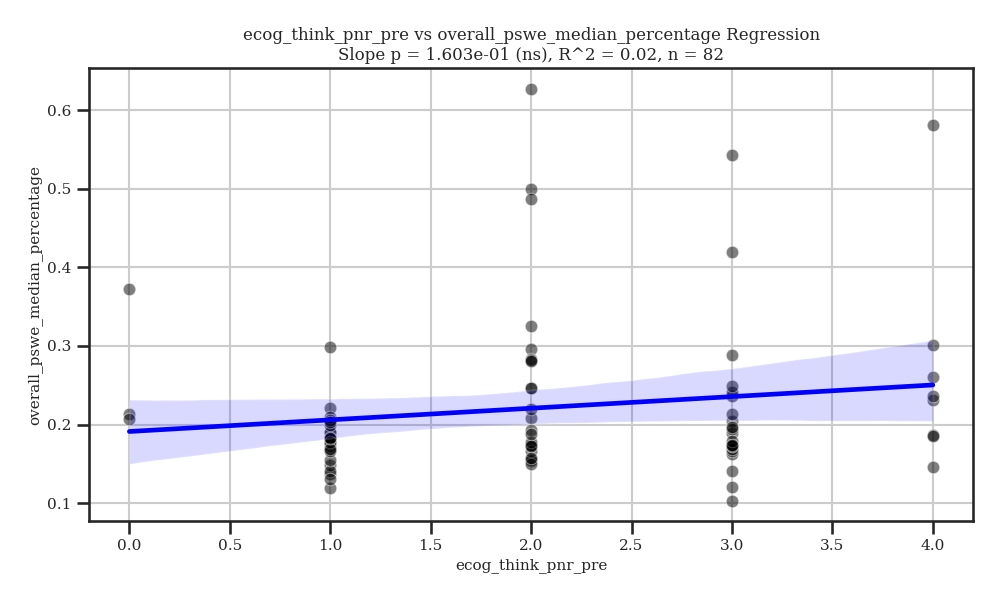 ecog_think_pnr_pre vs overall_pswe_median_percentage Regression
Slope p = 1.603e-01 (ns), R^2 = 0.02, n = 82
overall_pswe_median_percentage
0.6
0.5
0.4
0.3
0.2
0.1
0.0 0.5 1.0 1.5 2.0 2.5 3.0 3.5 4.0
ecog_think_pnr_pre